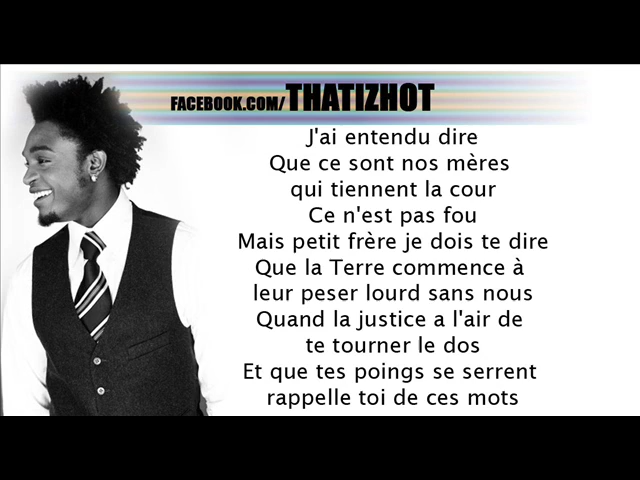 FACEBOOK.COM/THATIZHOT
J'ai entendu dire
Que ce sont nos mères
qui tiennent la cour
Ce n'est pas fou
Mais petit frère je dois te dire
Que la Terre commence à
leur peser lourd sans nous
Quand la justice a l'air de
te tourner le dos
Et que tes poings se serrent
rappelle toi de ces mots